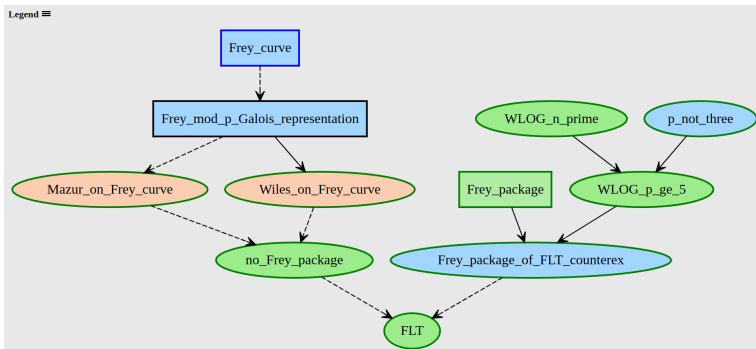 Legend
Frey_curve
Frey_mod_p_Galois_representation
WLOG_n_prime
p_not_three
Mazur_on_Frey_curve
Wiles_on_Frey_curve
Frey_package
WLOG_p_ge_5
no_Frey_package
Frey_package_of_FLT_counterex
FLT